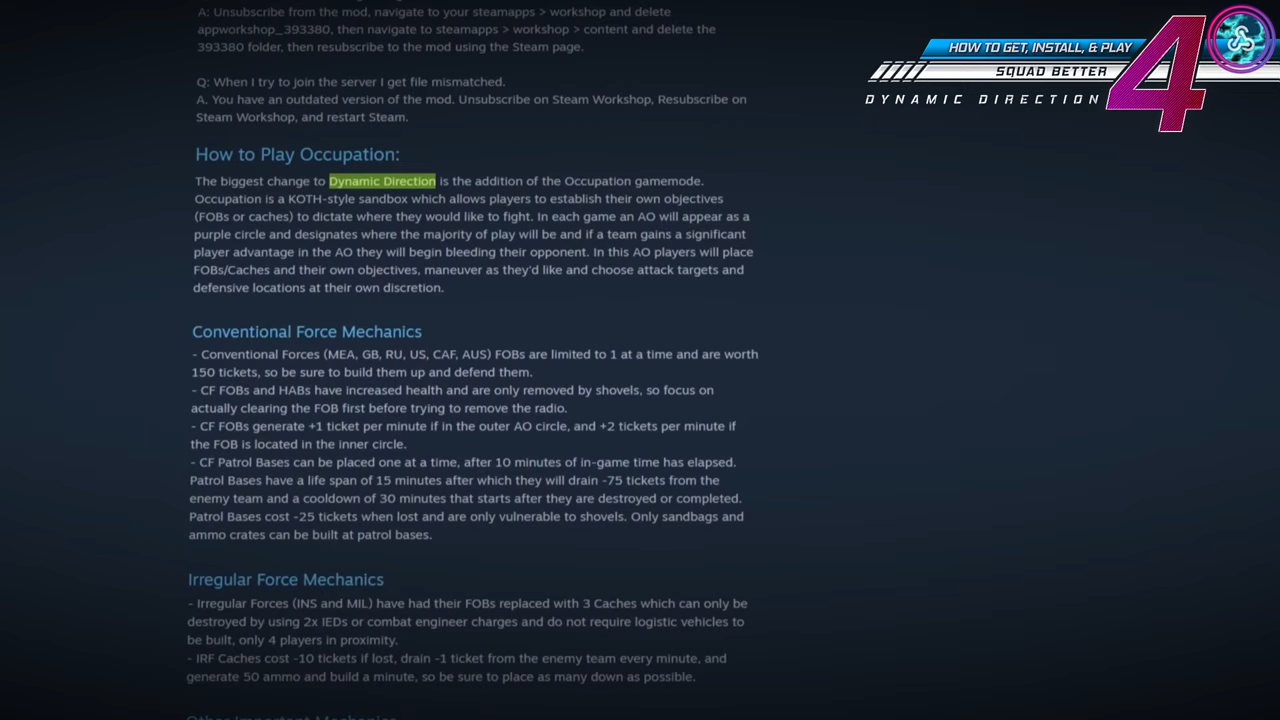 A: Unsubscribe from the mod, navigate to your steamapps > workshop and delete
appworkshop_393380, then navigate to steamapps > workshop > content and delete the
393380 folder, then resubscribe to the mod using the Steam page.
Q: When I try to join the server I get file mismatched.
A. You have an outdated version of the mod. Unsubscribe on Steam Workshop, Resubscribe on
Steam Workshop, and restart Steam.
HOW TO GET, INSTALL, & PLAY
SQUAD BETTER
DYNAMIC DIRECTION
4
How to Play Occupation:
The biggest change to Dynamic Direction is the addition of the Occupation gamemode.
Occupation is a KOTH-style sandbox which allows players to establish their own objectives
(FOBs or caches) to dictate where they would like to fight. In each game an AO will appear as a
purple circle and designates where the majority of play will be and if a team gains a significant
player advantage in the AO they will begin bleeding their opponent. In this AO players will place
FOBs/Caches and their own objectives, maneuver as they'd like and choose attack targets and
defensive locations at their own discretion.
Conventional Force Mechanics
- Conventional Forces (MEA, GB, RU, US, CAF, AUS) FOBs are limited to 1 at a time and are worth
150 tickets, so be sure to build them up and defend them.
- CF FOBs and HABs have increased health and are only removed by shovels, so focus on
actually clearing the FOB first before trying to remove the radio.
- CF FOBs generate +1 ticket per minute if in the outer AO circle, and +2 tickets per minute if
the FOB is located in the inner circle.
- CF Patrol Bases can be placed one at a time, after 10 minutes of in-game time has elapsed.
Patrol Bases have a life span of 15 minutes after which they will drain -75 tickets from the
enemy team and a cooldown of 30 minutes that starts after they are destroyed or completed.
Patrol Bases cost -25 tickets when lost and are only vulnerable to shovels. Only sandbags and
ammo crates can be built at patrol bases.
Irregular Force Mechanics
- Irregular Forces (INS and MIL) have had their FOBs replaced with 3 Caches which can only be
destroyed by using 2x IEDs or combat engineer charges and do not require logistic vehicles to
be built, only 4 players in proximity.
- IRF Caches cost -10 tickets if lost, drain -1 ticket from the enemy team every minute, and
generate 50 ammo and build a minute, so be sure to place as many down as possible.
Other Important Mechanics